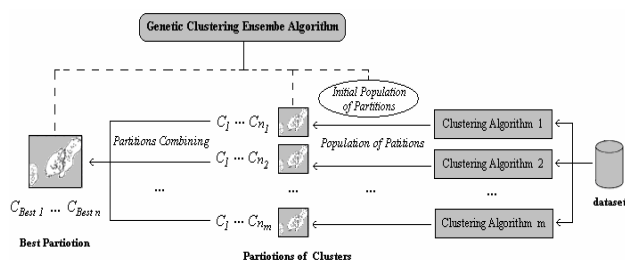 Genetic Clustering Ensembe Algorithm
Initial Population
of Partitions
C1 ... Cn1
Clustering Algorithm 1
Partitions Combining
Population of Patitions
C1 ... Cn2
Clustering Algorithm 2
...
...
...
...
dataset
CBest 1 ... CBest n
C1 ... Cnm
Clustering Algorithm m
Best Partiotion
Partiotions of Clusters